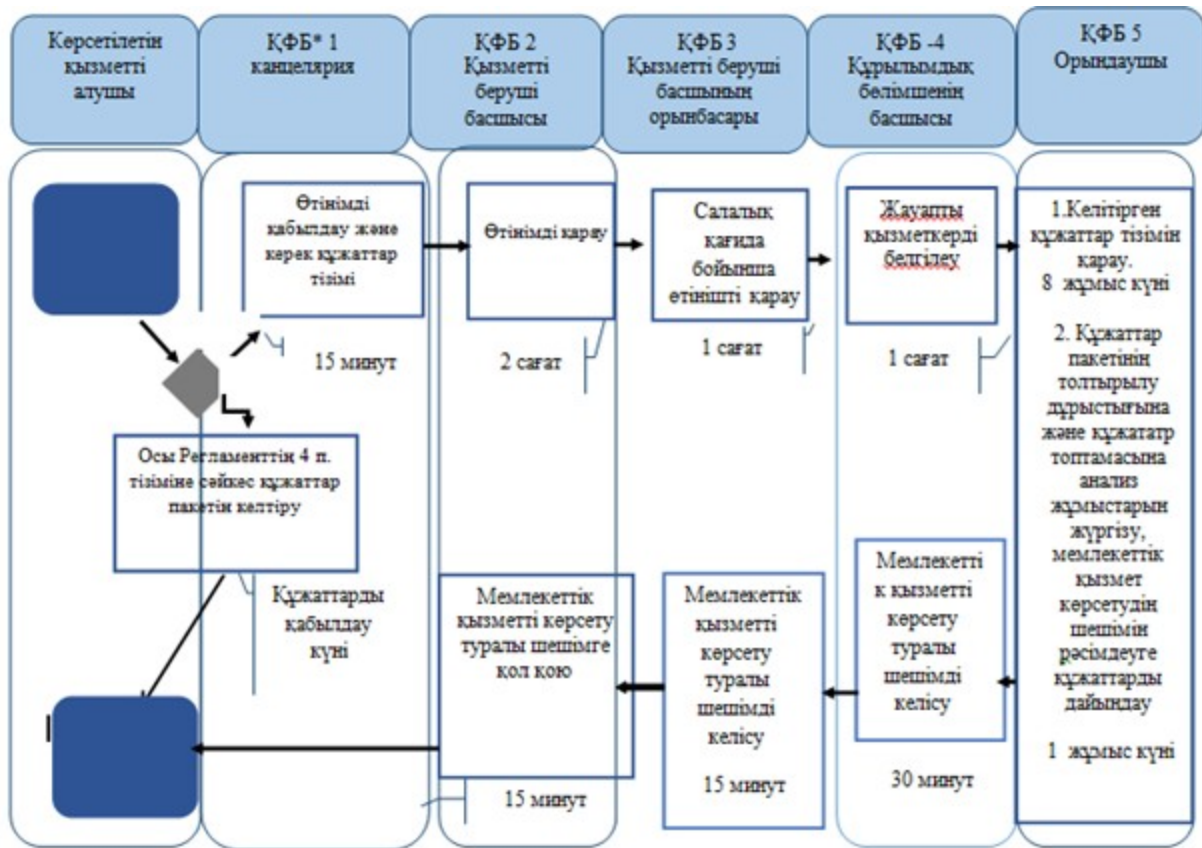 Көрсетілетін
қызметті
алушы
ҚФБ* 1
канцелярия
ҚФБ 2
Қызметті
беруші
басшысы
ҚФБ 3
Қызметті беруші
басшының
орынбасары
ҚФБ -4
Құрылымдық
бөлімшенің
басшысы
ҚФБ 5
Орындаушы
Өтінімді
қабылдау және
керек құжаттар
тізімі
15 минут
Өтінімді қарау
2 сағат
Салалық
қағида
бойынша
өтінішті қарау
1 сағат
Жауапты
қызметкерді
белгілеу
1 сағат
1.Келітірген
құжаттар тізімін
қарау.
8 жұмыс күні
2. Құжаттар
пакетінің
толтырылу
дұрыстығына
және құжататр
топтамасына
анализ
жұмыстарын
жүргізу,
мемлекеттік
қызмет
көрсетудін
шешімін
рәсімдеуге
құжаттарды
дайындау
1 жұмыс күні
Осы Регламенттің 4 п.
тізіміне сәйкес құжаттар
пакетін келтіру
Құжаттарды
қабылдау
күні
Мемлекеттік
қызметті көрсету
туралы шешімге
қол қою
15 минут
Мемлекеттік
қызметті
көрсету
туралы
шешімді
келісу
15 минут
Мемлекетті
к қызметті
көрсету
туралы
шешімді
келісу
30 минут